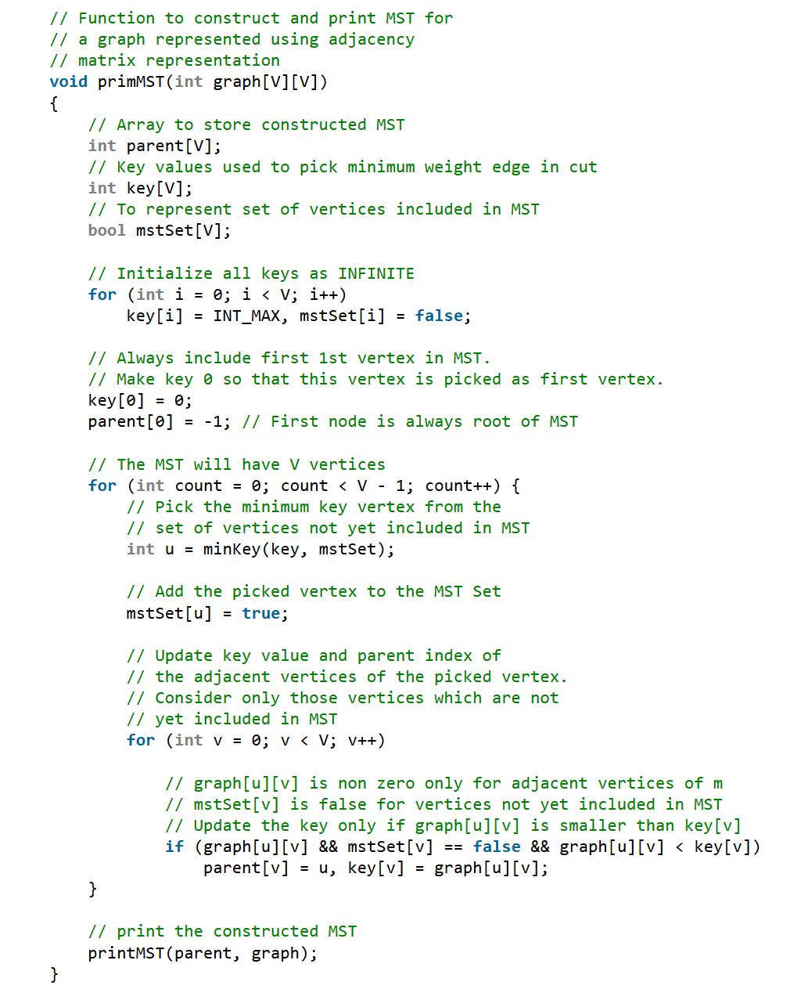 // Function to construct and print MST for
// a graph represented using adjacency
// matrix representation
void primMST(int graph[V][V])
{
    // Array to store constructed MST
    int parent[V];
    // Key values used to pick minimum weight edge in cut
    int key[V];
    // To represent set of vertices included in MST
    bool mstSet[V];

    // Initialize all keys as INFINITE
    for (int i = 0; i < V; i++)
        key[i] = INT_MAX, mstSet[i] = false;

    // Always include first 1st vertex in MST.
    // Make key 0 so that this vertex is picked as first vertex.
    key[0] = 0;
    parent[0] = -1; // First node is always root of MST

    // The MST will have V vertices
    for (int count = 0; count < V - 1; count++) {
        // Pick the minimum key vertex from the
        // set of vertices not yet included in MST
        int u = minKey(key, mstSet);

        // Add the picked vertex to the MST Set
        mstSet[u] = true;

        // Update key value and parent index of
        // the adjacent vertices of the picked vertex.
        // Consider only those vertices which are not
        // yet included in MST
        for (int v = 0; v < V; v++)

            // graph[u][v] is non zero only for adjacent vertices of m
            // mstSet[v] is false for vertices not yet included in MST
            // Update the key only if graph[u][v] is smaller than key[v]
            if (graph[u][v] && mstSet[v] == false && graph[u][v] < key[v])
                parent[v] = u, key[v] = graph[u][v];
    }

    // print the constructed MST
    printMST(parent, graph);
}